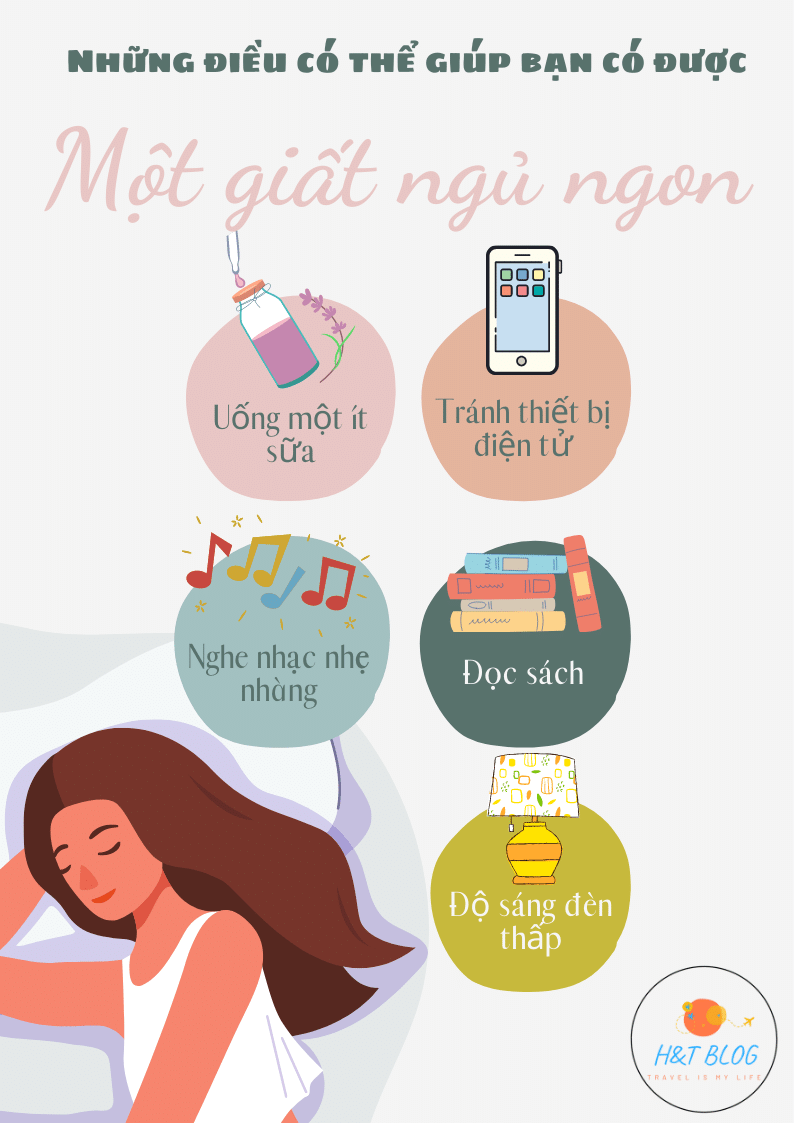 Những điều có thể giúp bạn có được
Một giất ngủ ngon
Uống một ít
sữa
Tránh thiết bị
điện tử
Nghe nhạc nhẹ
nhàng
Đọc sách
Độ sáng đèn
thấp
H&T BLOG
TRAVEL IS MY LIFE